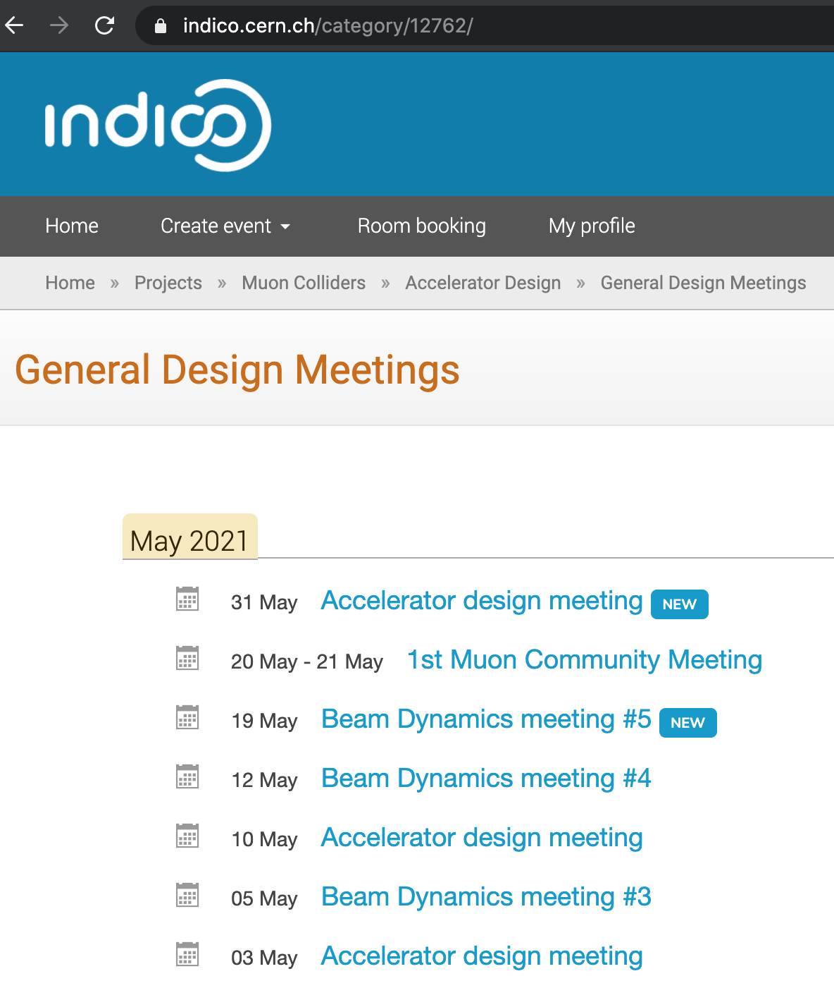 indico.cern.ch/category/12762/
indico
Home Create event Room booking My profile
Home » Projects » Muon Colliders » Accelerator Design » General Design Meetings
General Design Meetings
May 2021
31 May Accelerator design meeting NEW
20 May - 21 May 1st Muon Community Meeting
19 May Beam Dynamics meeting #5 NEW
12 May Beam Dynamics meeting #4
10 May Accelerator design meeting
05 May Beam Dynamics meeting #3
03 May Accelerator design meeting